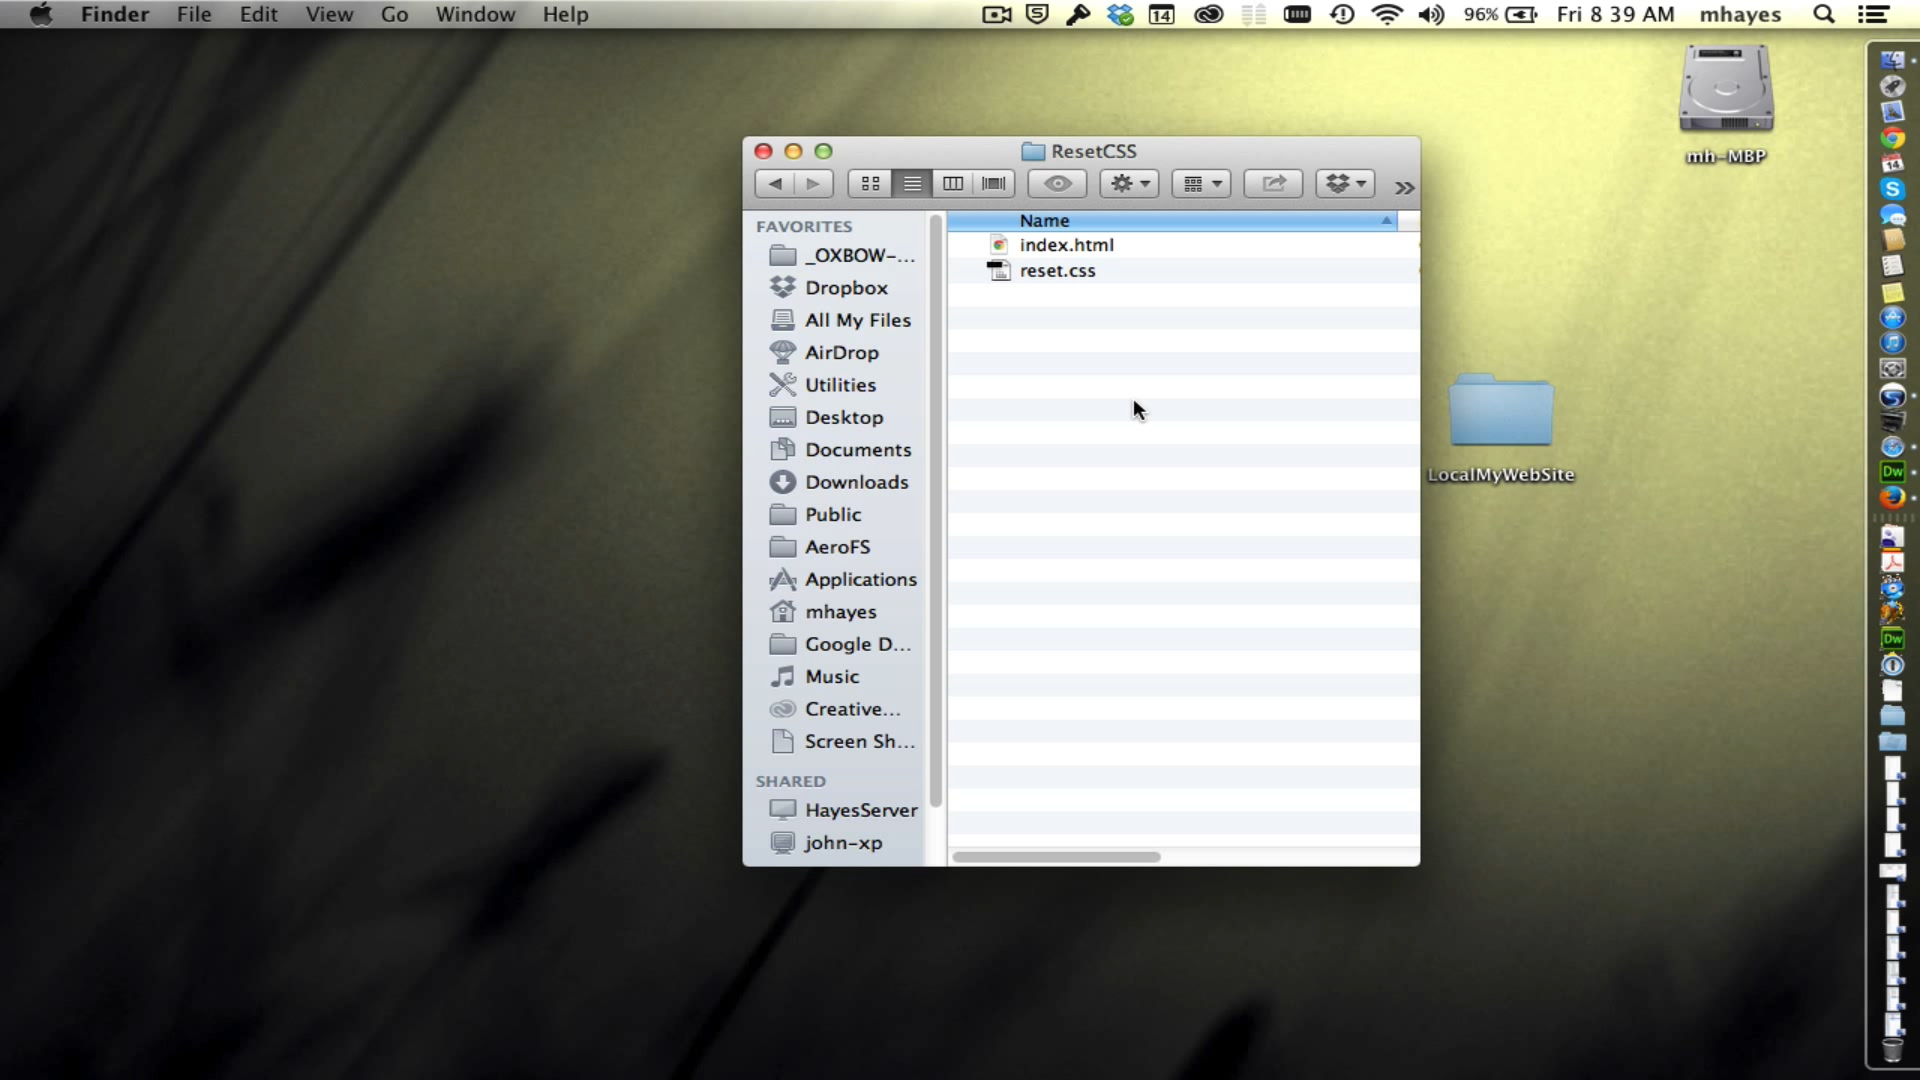 Finder File Edit View Go Window Help 14 96% Fri 8 39 AM mhayes
mh-MBP
ResetCSS
FAVORITES
_OXBOW-...
Dropbox
All My Files
AirDrop
Utilities
Desktop
Documents
Downloads
Public
AeroFS
Applications
mhayes
Google D...
Music
Creative...
Screen Sh...
SHARED
HayesServer
john-xp
Name
index.html
reset.css
LocalMyWebSite
14
Dw
Dw